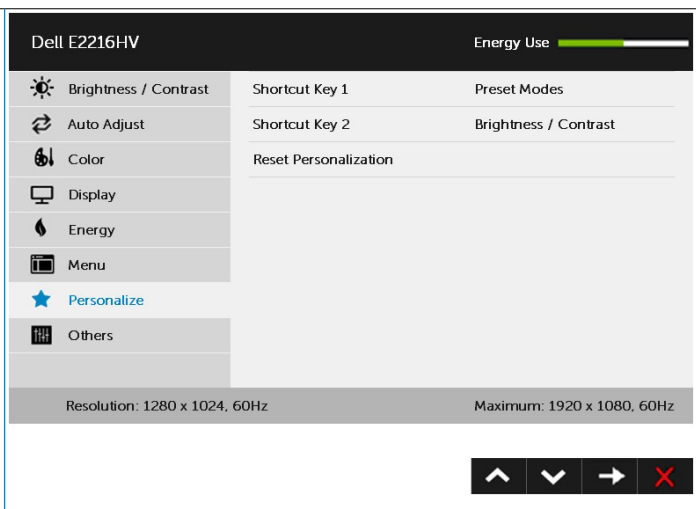 Dell E2216HV
Energy Use
Brightness / Contrast
Shortcut Key 1
Preset Modes
Auto Adjust
Shortcut Key 2
Brightness / Contrast
Color
Reset Personalization
Display
Energy
Menu
Personalize
Others
Resolution: 1280 x 1024, 60Hz
Maximum: 1920 x 1080, 60Hz